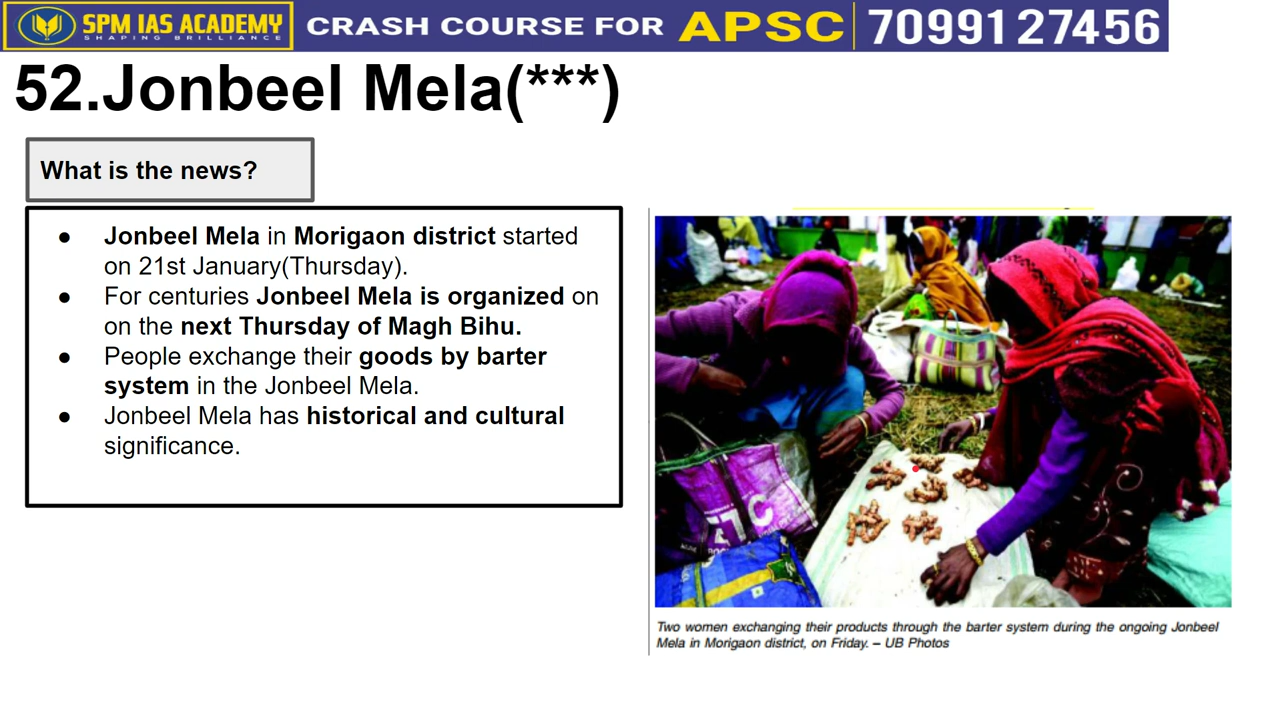 SPM IAS ACADEMY
SHAPING BRILLIANCE
CRASH COURSE FOR APSC 7099127456
52.Jonbeel Mela(***)
What is the news?
● Jonbeel Mela in Morigaon district started
on 21st January(Thursday).
● For centuries Jonbeel Mela is organized on
on the next Thursday of Magh Bihu.
● People exchange their goods by barter
system in the Jonbeel Mela.
● Jonbeel Mela has historical and cultural
significance.
Two women exchanging their products through the barter system during the ongoing Jonbeel
Mela in Morigaon district, on Friday. – UB Photos